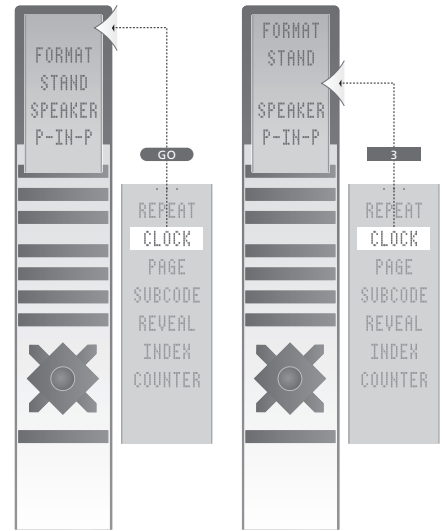 FORMAT
STAND
SPEAKER
P-IN-P
GO
REPEAT
CLOCK
PAGE
SUBCODE
REVEAL
INDEX
COUNTER
FORMAT
STAND
SPEAKER
P-IN-P
3
REPEAT
CLOCK
PAGE
SUBCODE
REVEAL
INDEX
COUNTER